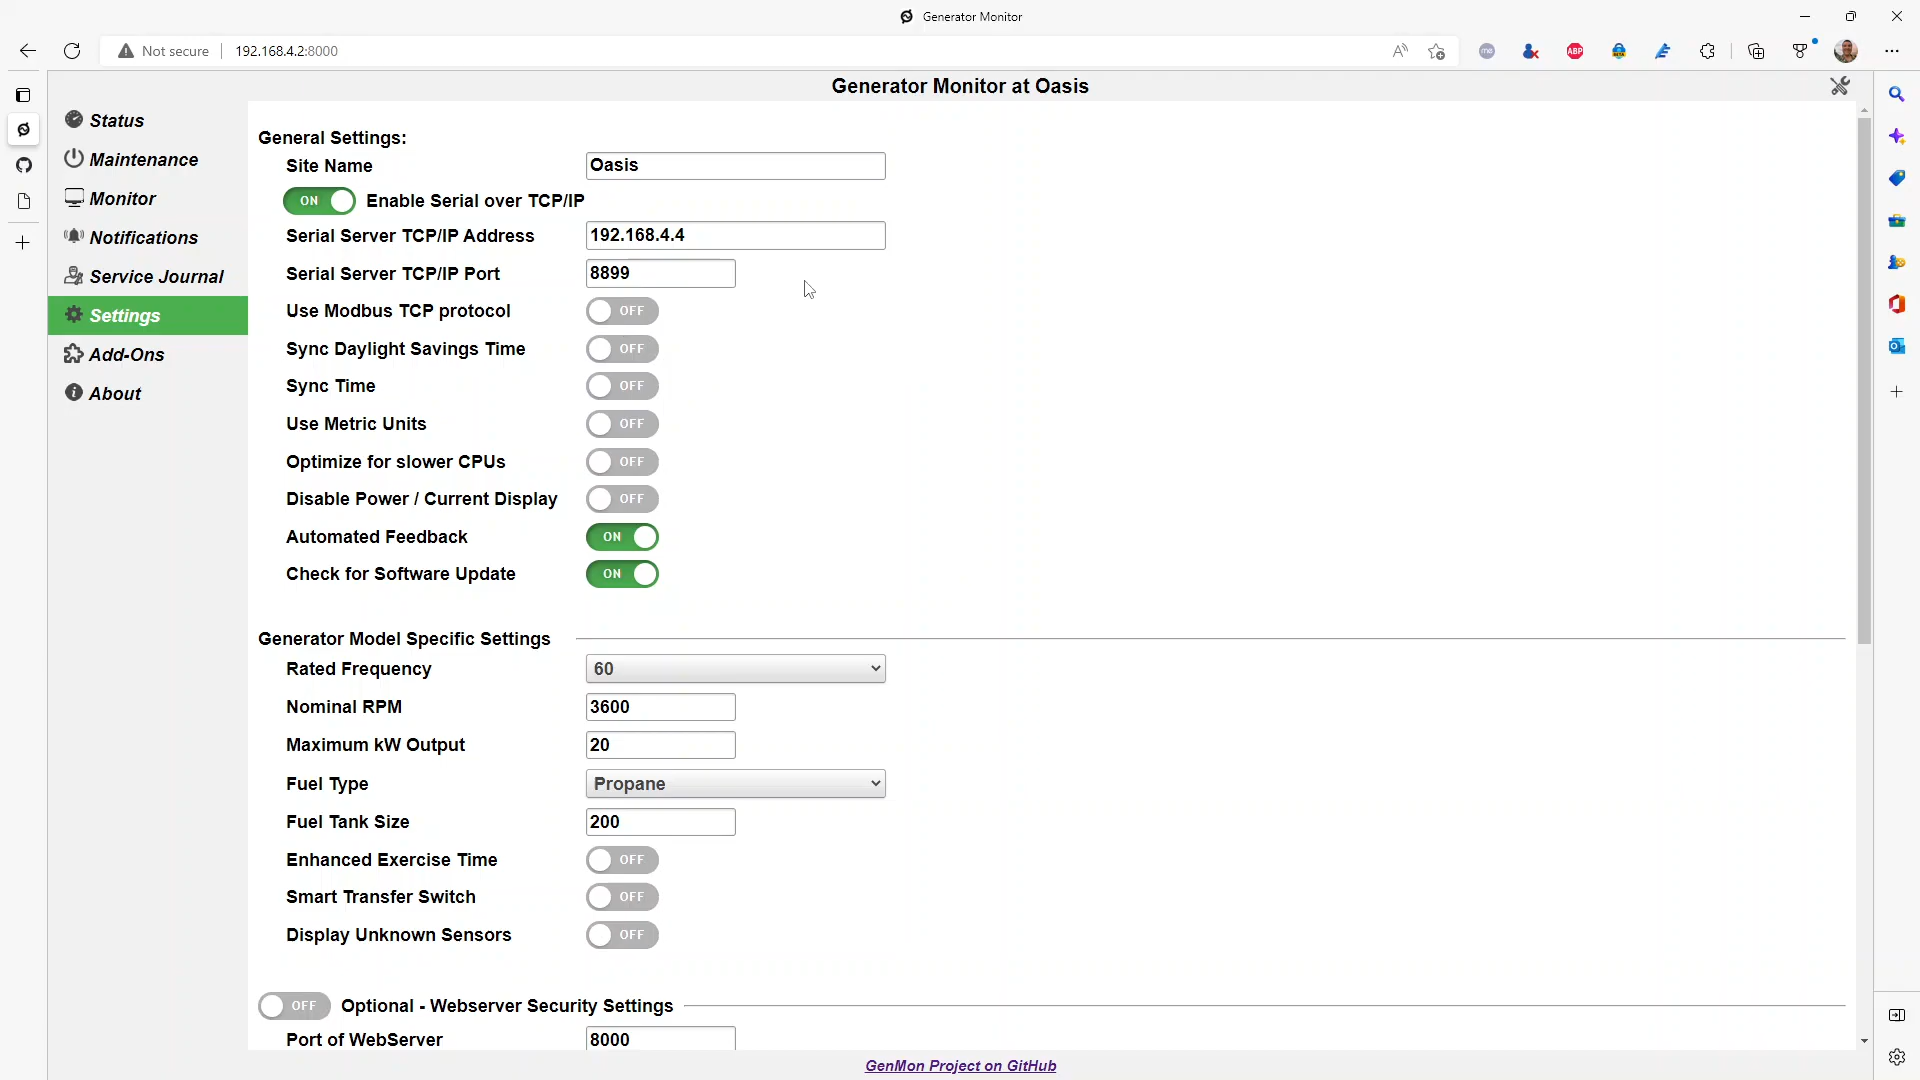 Generator Monitor
Not secure 192.168.4.2:8000
Generator Monitor at Oasis
Status
Maintenance
Monitor
Notifications
Service Journal
Settings
Add-Ons
About
General Settings:
Site Name Oasis
ON Enable Serial over TCP/IP
Serial Server TCP/IP Address 192.168.4.4
Serial Server TCP/IP Port 8899
Use Modbus TCP protocol OFF
Sync Daylight Savings Time OFF
Sync Time OFF
Use Metric Units OFF
Optimize for slower CPUs OFF
Disable Power / Current Display OFF
Automated Feedback ON
Check for Software Update ON
Generator Model Specific Settings
Rated Frequency 60
Nominal RPM 3600
Maximum kW Output 20
Fuel Type Propane
Fuel Tank Size 200
Enhanced Exercise Time OFF
Smart Transfer Switch OFF
Display Unknown Sensors OFF
OFF Optional - Webserver Security Settings
Port of WebServer 8000
GenMon Project on GitHub
ABP